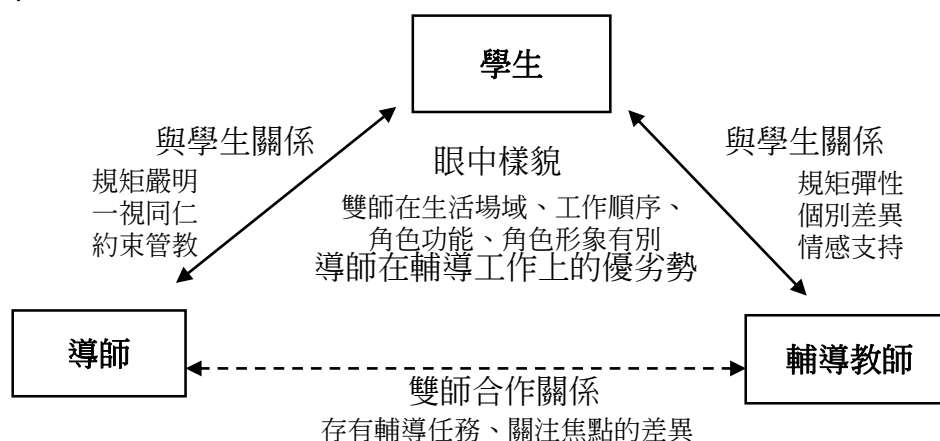 學生
與學生關係
規矩嚴明
一視同仁
約束管教
眼中樣貌
雙師在生活場域、工作順序、
角色功能、角色形象有別
導師在輔導工作上的優劣勢
與學生關係
規矩彈性
個別差異
情感支持
導師
輔導教師
雙師合作關係
存有輔導任務、關注焦點的差異